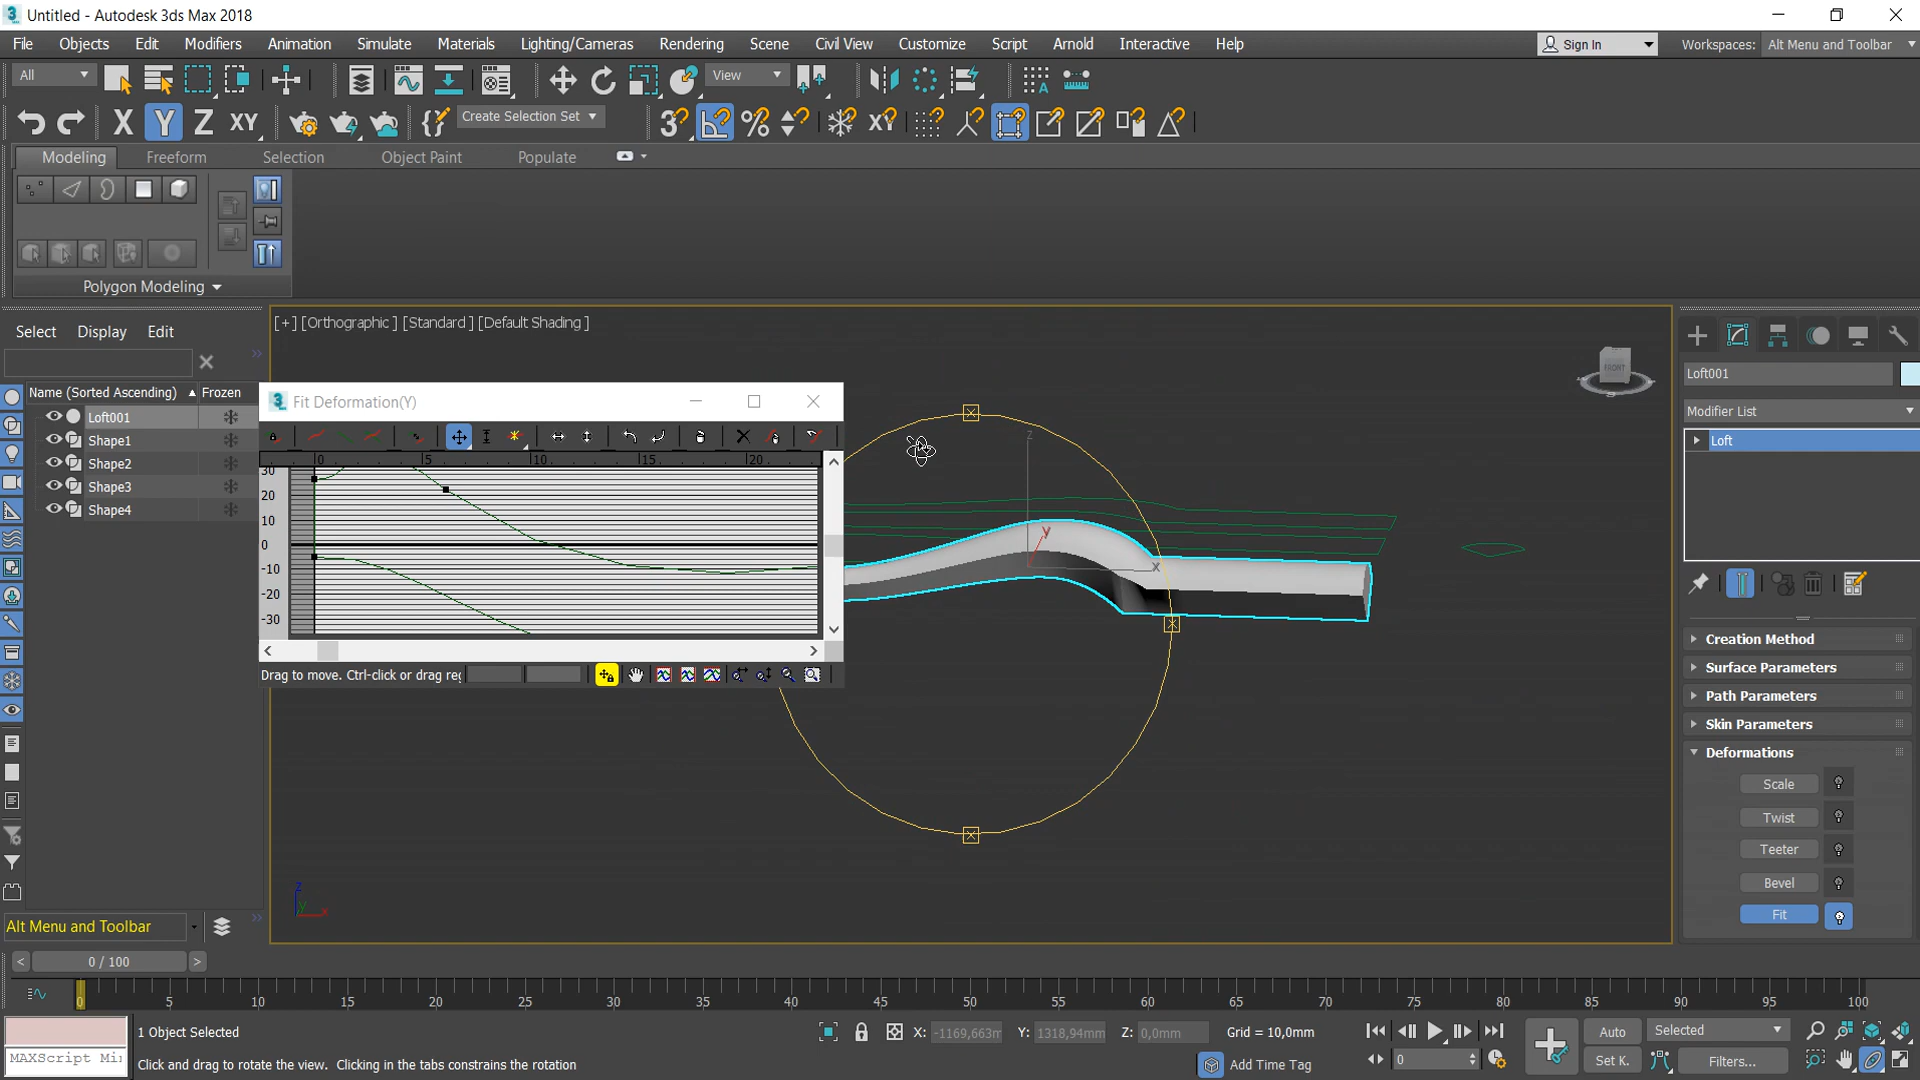 Untitled - Autodesk 3ds Max 2018
File Objects Edit Modifiers Animation Simulate Materials Lighting/Cameras Rendering Scene Civil View Customize Script Arnold Interactive Help
Sign In Workspaces: Alt Menu and Toolbar
All View
X Y Z XY Create Selection Set 3 XY
Modeling Freeform Selection Object Paint Populate
Polygon Modeling
Select Display Edit
[+] [Orthographic ] [Standard ] [Default Shading ]
Name (Sorted Ascending) Frozen
Loft001
Shape1
Shape2
Shape3
Shape4
Fit Deformation(Y)
0 5 10 15 20
30
20
10
0
-10
-20
-30
Drag to move. Ctrl-click or drag reg
z
y
x
FRONT
z
y
x
Loft001
Modifier List
Loft
Creation Method
Surface Parameters
Path Parameters
Skin Parameters
Deformations
Scale
Twist
Teeter
Bevel
Fit
Alt Menu and Toolbar
< 0 / 100 >
0 5 10 15 20 25 30 35 40 45 50 55 60 65 70 75 80 85 90 95 100
1 Object Selected X: -1169,663m Y: 1318,94mm Z: 0,0mm Grid = 10,0mm Auto Selected
MAXScript Mi Click and drag to rotate the view. Clicking in the tabs constrains the rotation Add Time Tag 0 Set K. Filters...